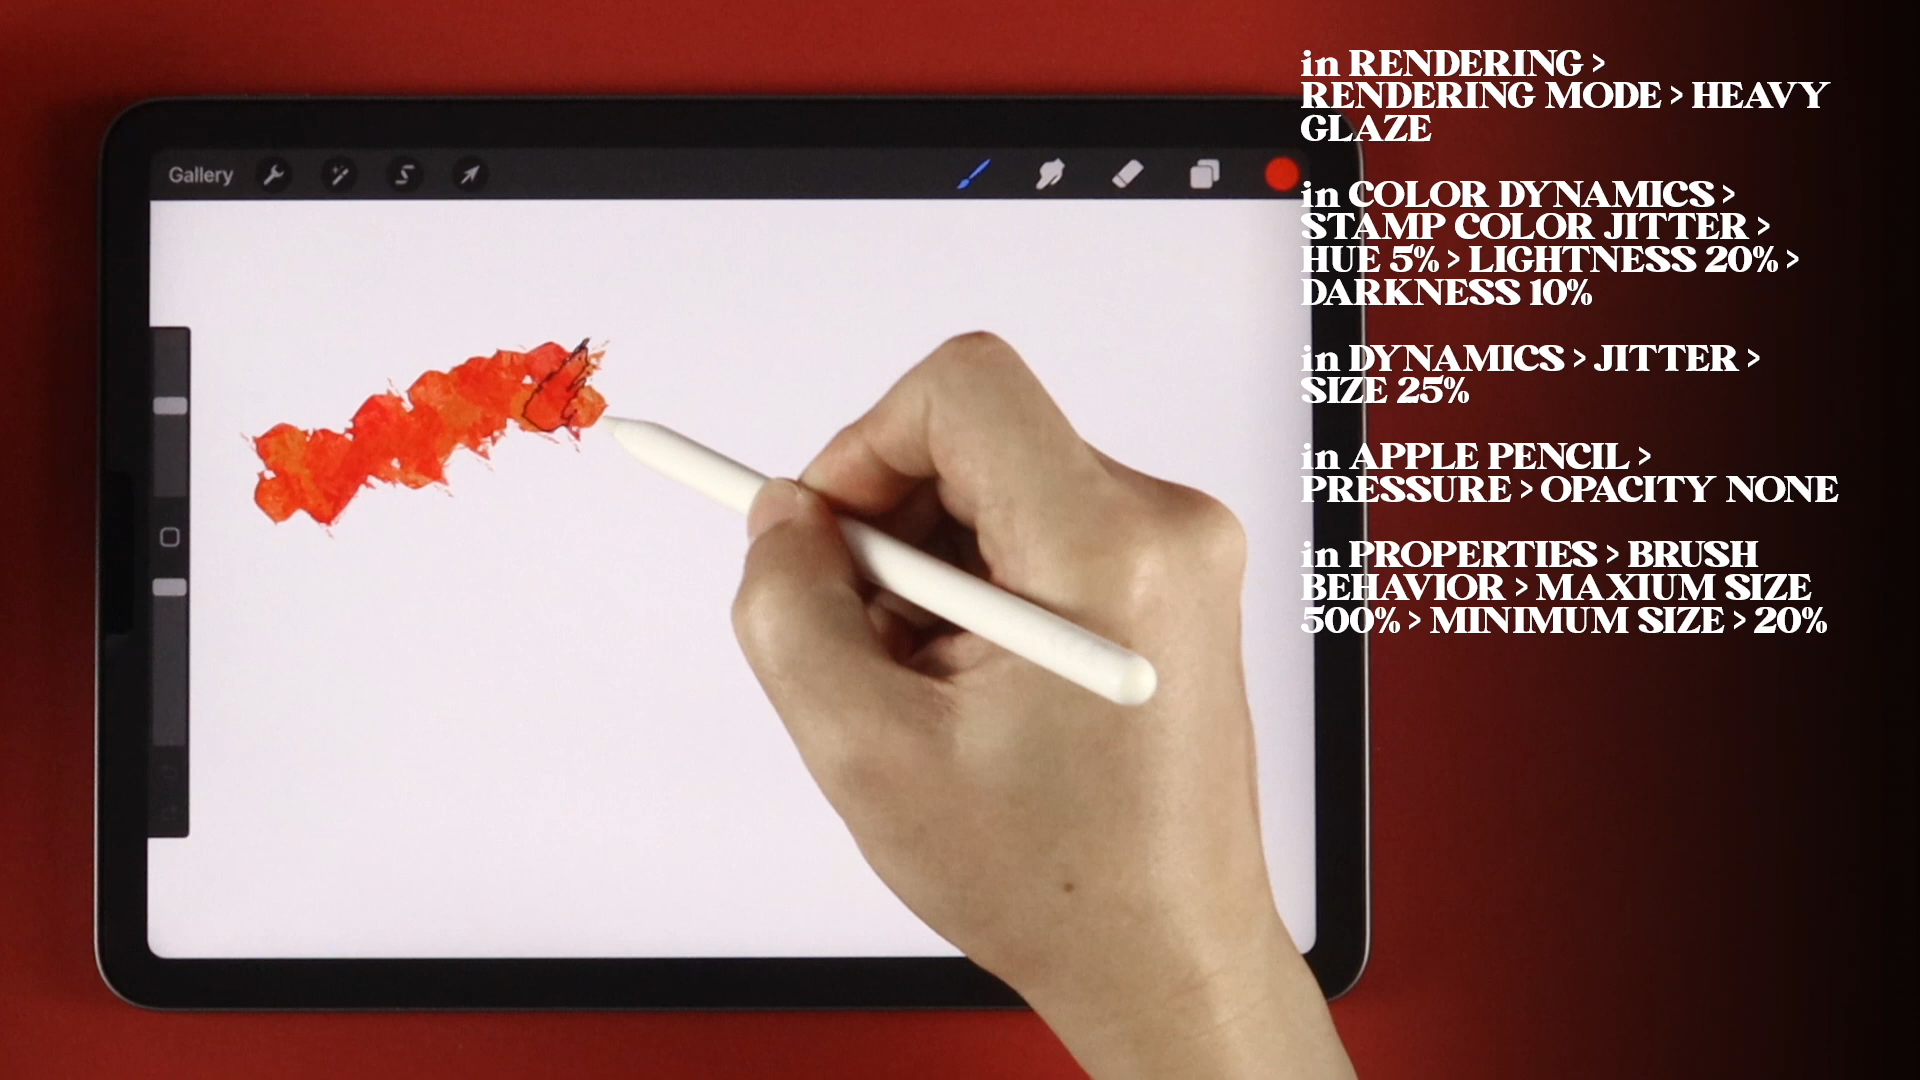 Gallery
in RENDERING >
RENDERING MODE > HEAVY
GLAZE
in COLOR DYNAMICS >
STAMP COLOR JITTER >
HUE 5% > LIGHTNESS 20% >
DARKNESS 10%
in DYNAMICS > JITTER >
SIZE 25%
in APPLE PENCIL >
PRESSURE > OPACITY NONE
in PROPERTIES > BRUSH
BEHAVIOR > MAXIUM SIZE
500% > MINIMUM SIZE > 20%